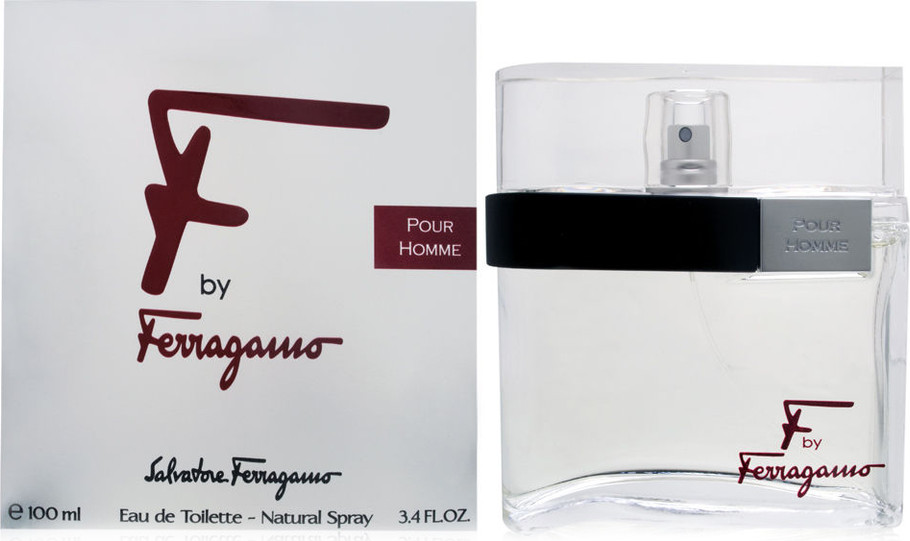 F
by
Ferragamo
POUR
HOMME
Salvatore Ferragamo
e 100 ml Eau de Toilette - Natural Spray 3.4 FL.OZ.
POUR
HOMME
F
by
Ferragamo